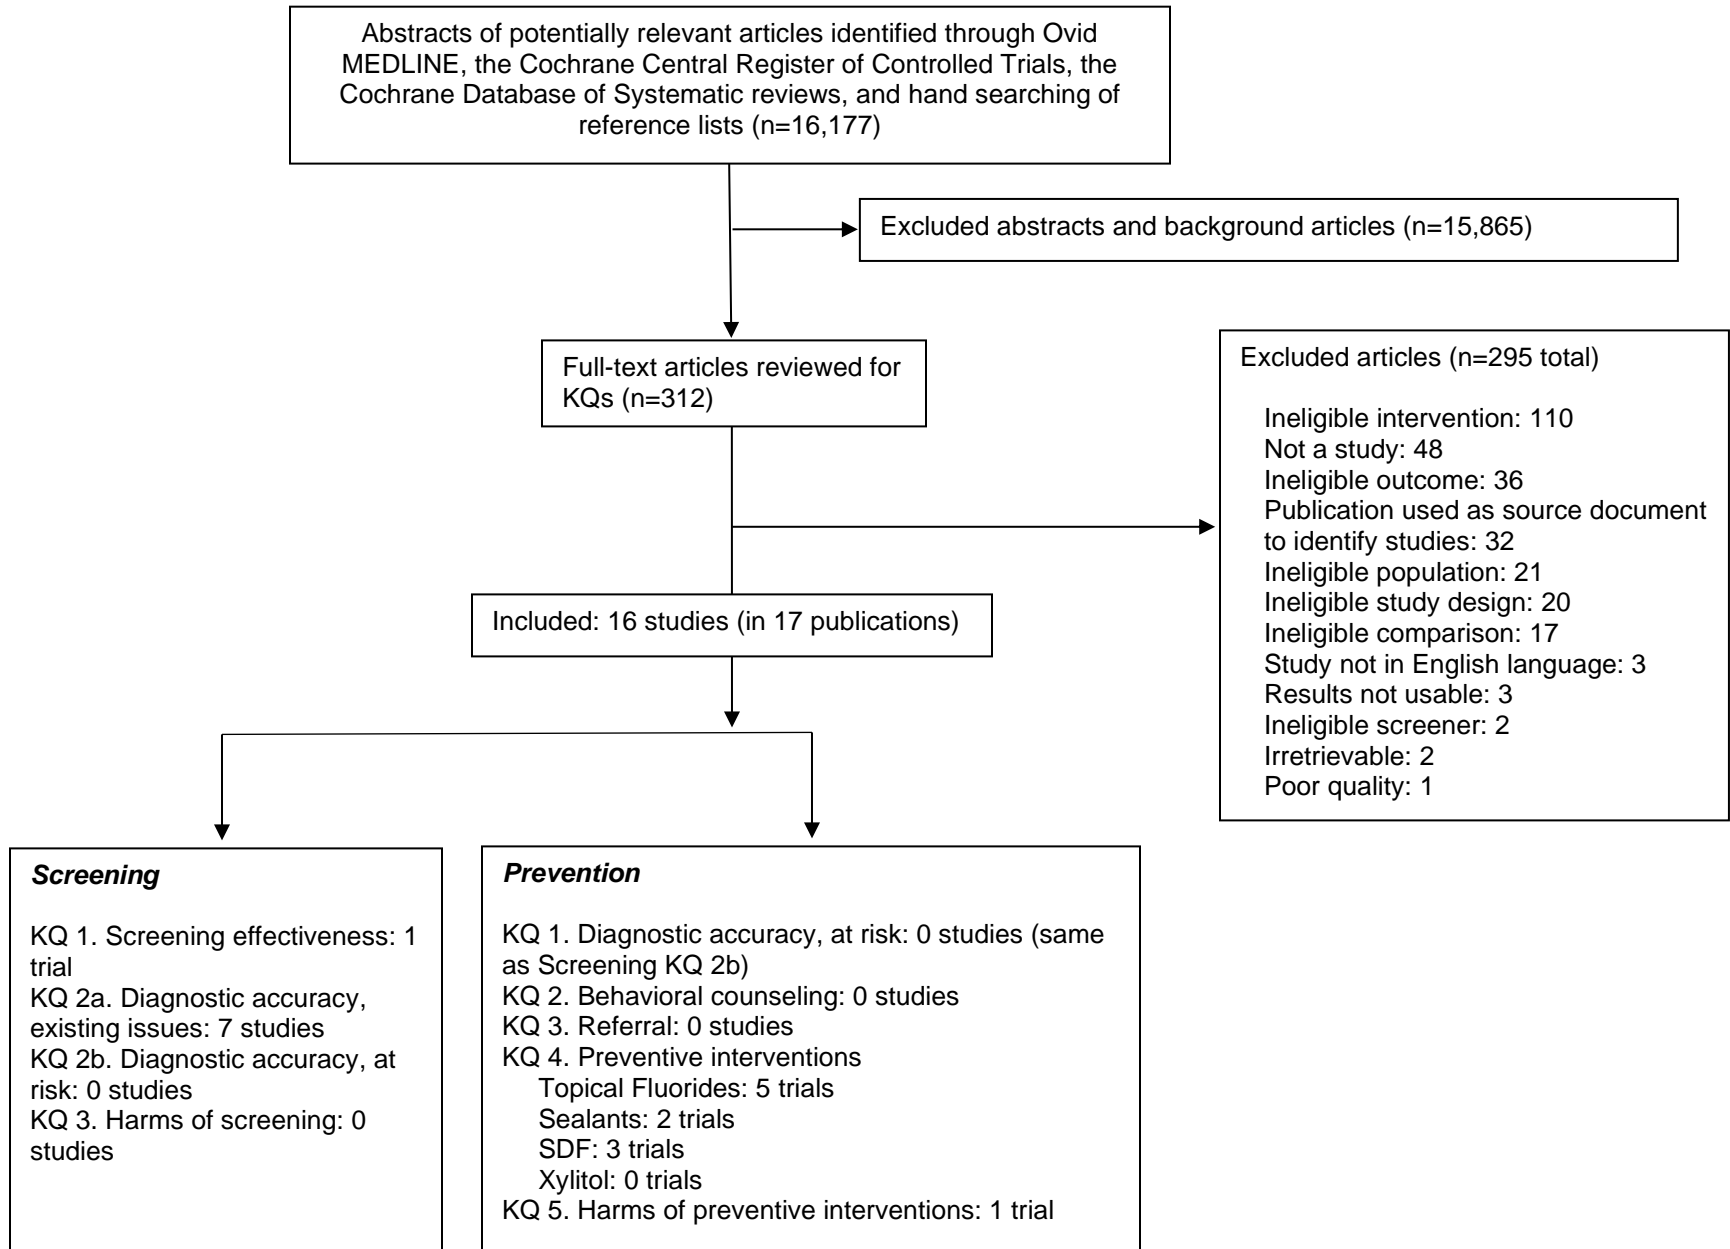 Abstracts of potentially relevant articles identified through Ovid
MEDLINE, the Cochrane Central Register of Controlled Trials, the
Cochrane Database of Systematic reviews, and hand searching of
reference lists (n=16,177)
Excluded abstracts and background articles (n=15,865)
Full-text articles reviewed for
KQs (n=312)
Excluded articles (n=295 total)
Ineligible intervention: 110
Not a study: 48
Ineligible outcome: 36
Publication used as source document
to identify studies: 32
Ineligible population: 21
Ineligible study design: 20
Ineligible comparison: 17
Study not in English language: 3
Results not usable: 3
Ineligible screener: 2
Irretrievable: 2
Poor quality: 1
Included: 16 studies (in 17 publications)
Screening
KQ 1. Screening effectiveness: 1
trial
KQ 2a. Diagnostic accuracy,
existing issues: 7 studies
KQ 2b. Diagnostic accuracy, at
risk: 0 studies
KQ 3. Harms of screening: 0
studies
Prevention
KQ 1. Diagnostic accuracy, at risk: 0 studies (same
as Screening KQ 2b)
KQ 2. Behavioral counseling: 0 studies
KQ 3. Referral: 0 studies
KQ 4. Preventive interventions
Topical Fluorides: 5 trials
Sealants: 2 trials
SDF: 3 trials
Xylitol: 0 trials
KQ 5. Harms of preventive interventions: 1 trial